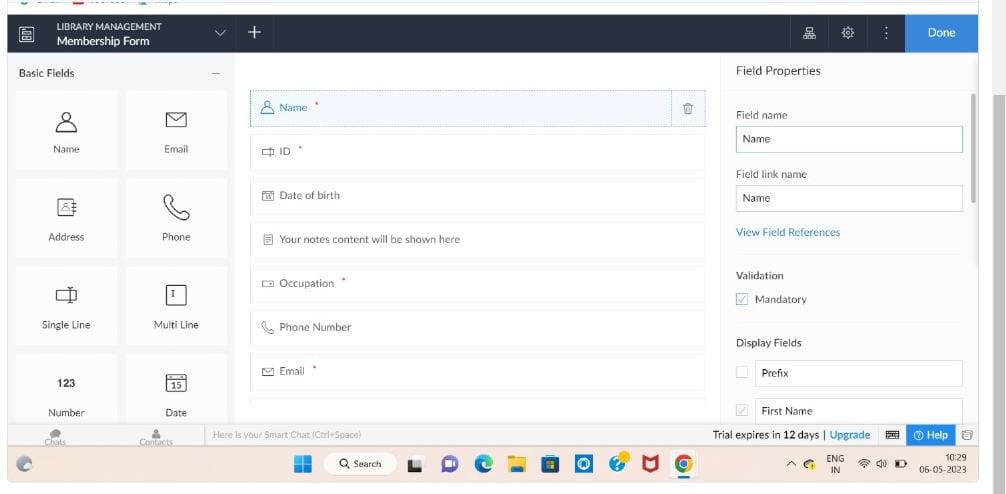 LIBRARY MANAGEMENT
Membership Form
Done
Basic Fields
Name
Email
Address
Phone
Single Line
I
Multi Line
123
Number
15
Date
Name *
ID *
Date of birth
Your notes content will be shown here
Occupation *
Phone Number
Email *
Field Properties
Field name
Name
Field link name
Name
View Field References
Validation
Mandatory
Display Fields
Prefix
First Name
Chats
Contacts
Here is your Smart Chat (Ctrl+Space)
Trial expires in 12 days | Upgrade
? Help
Search
ENG
IN
10:29
06-05-2023